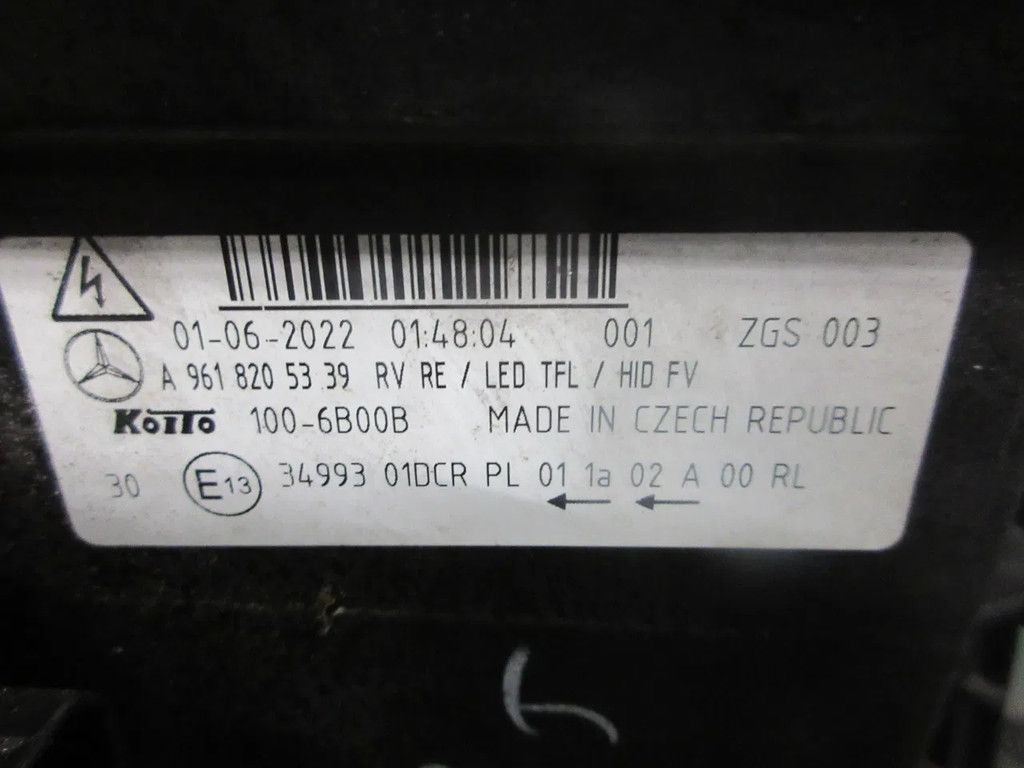 01-06-2022 01:48:04 001 ZGS 003
A 961 820 53 39 RV RE / LED TFL / HID FV
KOITO 100-6B00B MADE IN CZECH REPUBLIC
30 E13 34993 01DCR PL 01 1a 02 A 00 RL